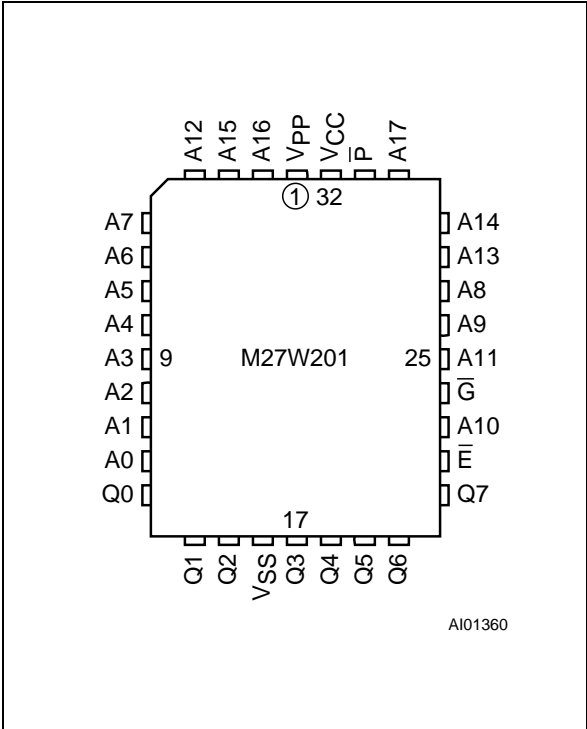 A12 A15 A16 VPP VCC P̅ A17
① 32
A7 A14
A6 A13
A5 A8
A4 A9
A3 9 M27W201 25 A11
A2 G̅
A1 A10
A0 E̅
Q0 Q7
17
Q1 Q2 VSS Q3 Q4 Q5 Q6
AI01360